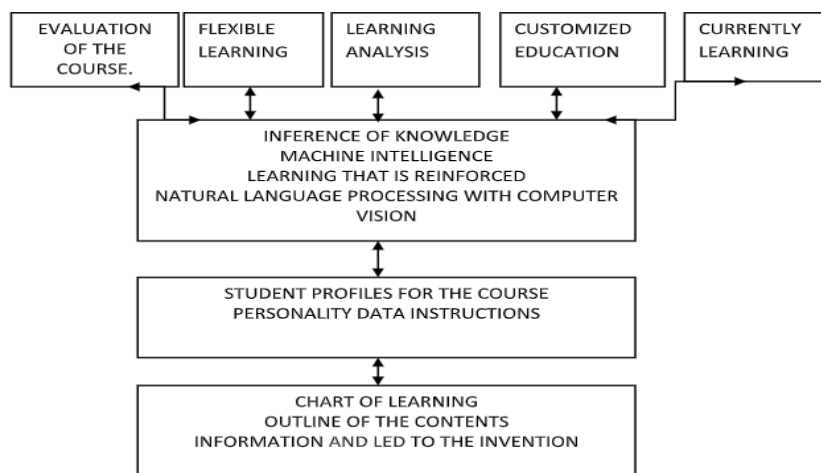 EVALUATION
OF THE
COURSE.
FLEXIBLE
LEARNING
LEARNING
ANALYSIS
CUSTOMIZED
EDUCATION
CURRENTLY
LEARNING
INFERENCE OF KNOWLEDGE
MACHINE INTELLIGENCE
LEARNING THAT IS REINFORCED
NATURAL LANGUAGE PROCESSING WITH COMPUTER
VISION
STUDENT PROFILES FOR THE COURSE
PERSONALITY DATA INSTRUCTIONS
CHART OF LEARNING
OUTLINE OF THE CONTENTS
INFORMATION AND LED TO THE INVENTION